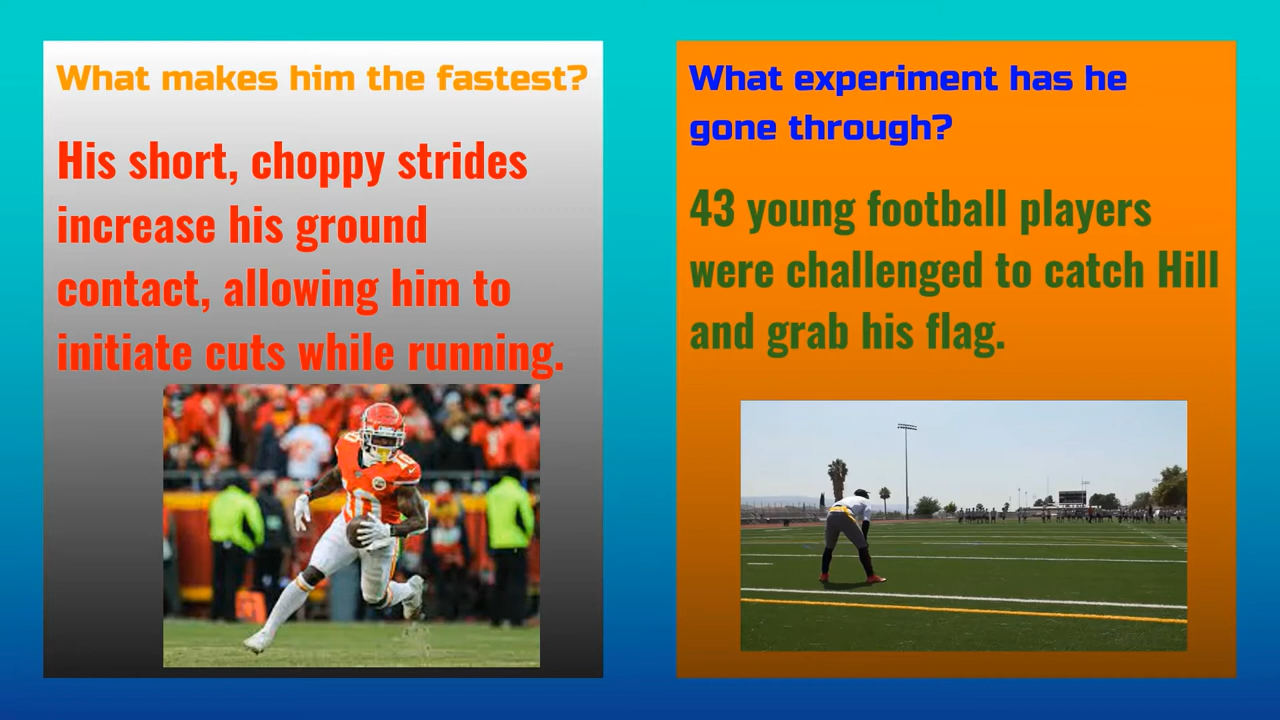 What makes him the fastest?
His short, choppy strides
increase his ground
contact, allowing him to
initiate cuts while running.
10
What experiment has he
gone through?
43 young football players
were challenged to catch Hill
and grab his flag.